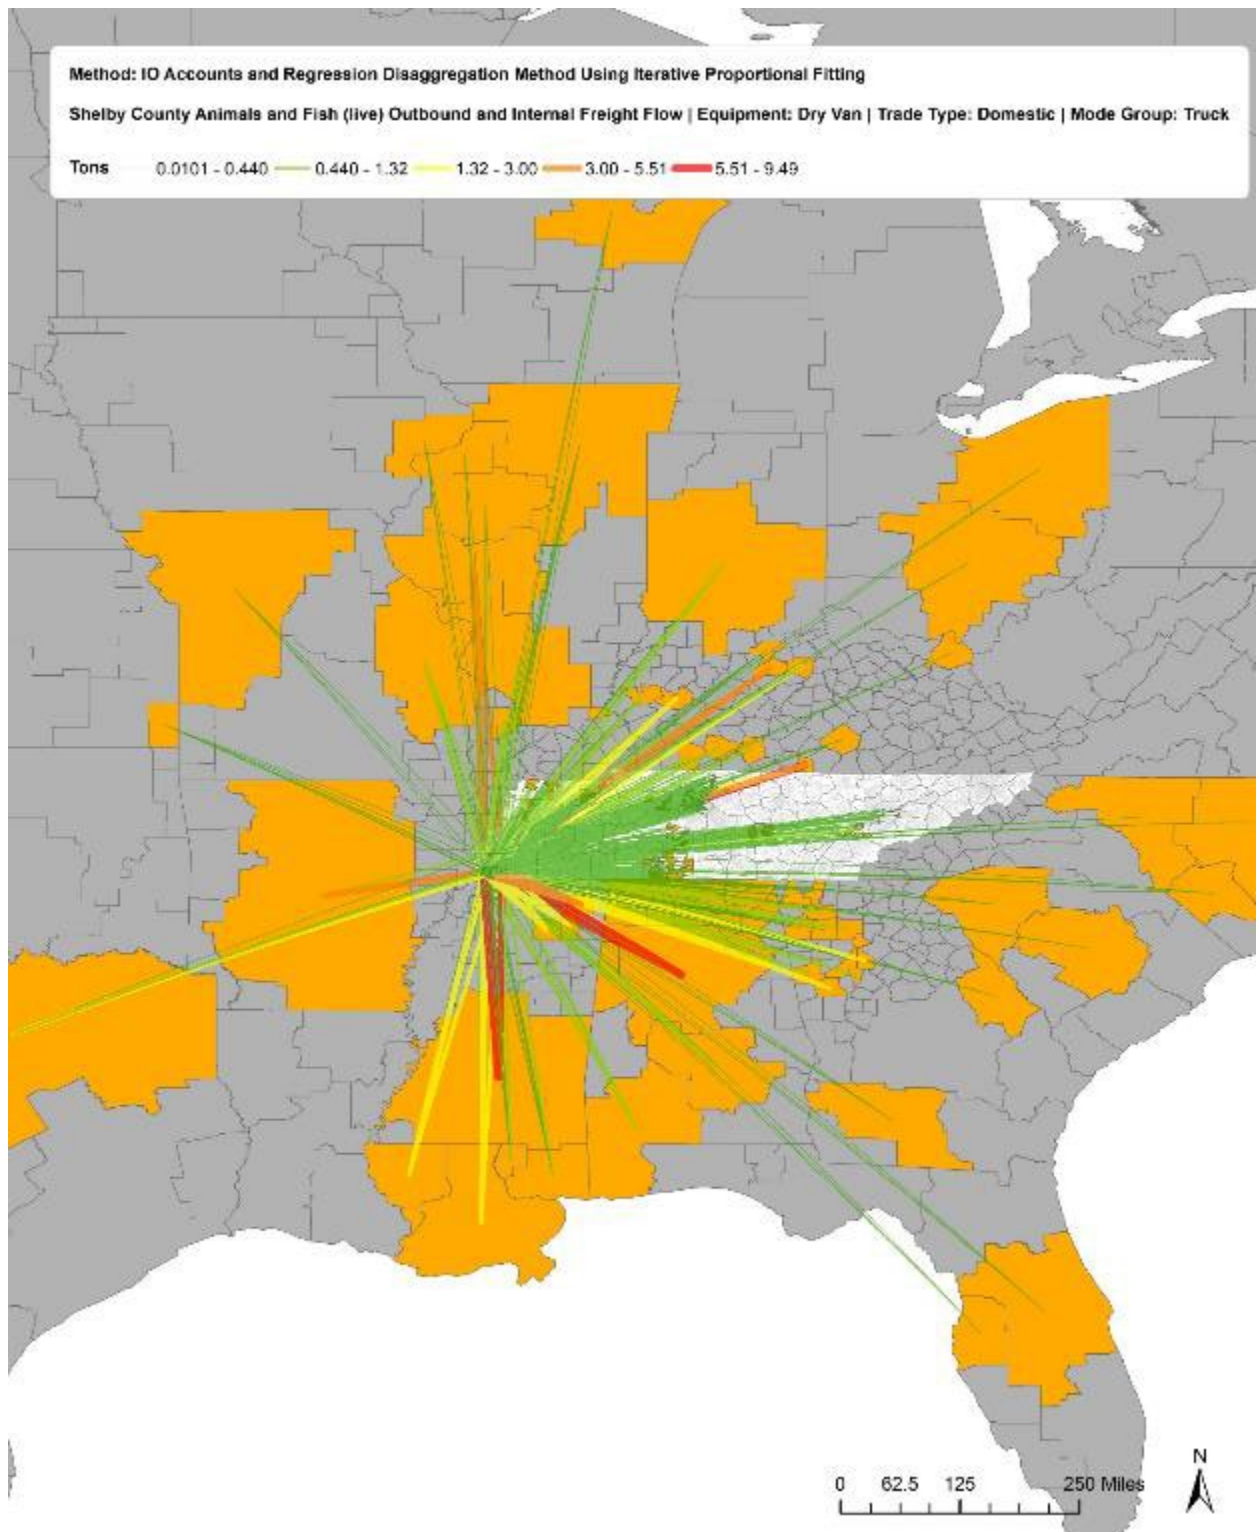 Method: IO Accounts and Regression Disaggregation Method Using Iterative Proportional Fitting
Shelby County Animals and Fish (live) Outbound and Internal Freight Flow | Equipment: Dry Van | Trade Type: Domestic | Mode Group: Truck
Tons 0.0101 - 0.440 0.440 - 1.32 1.32 - 3.00 3.00 - 5.51 5.51 - 9.49
N
0 62.5 125 250 Miles